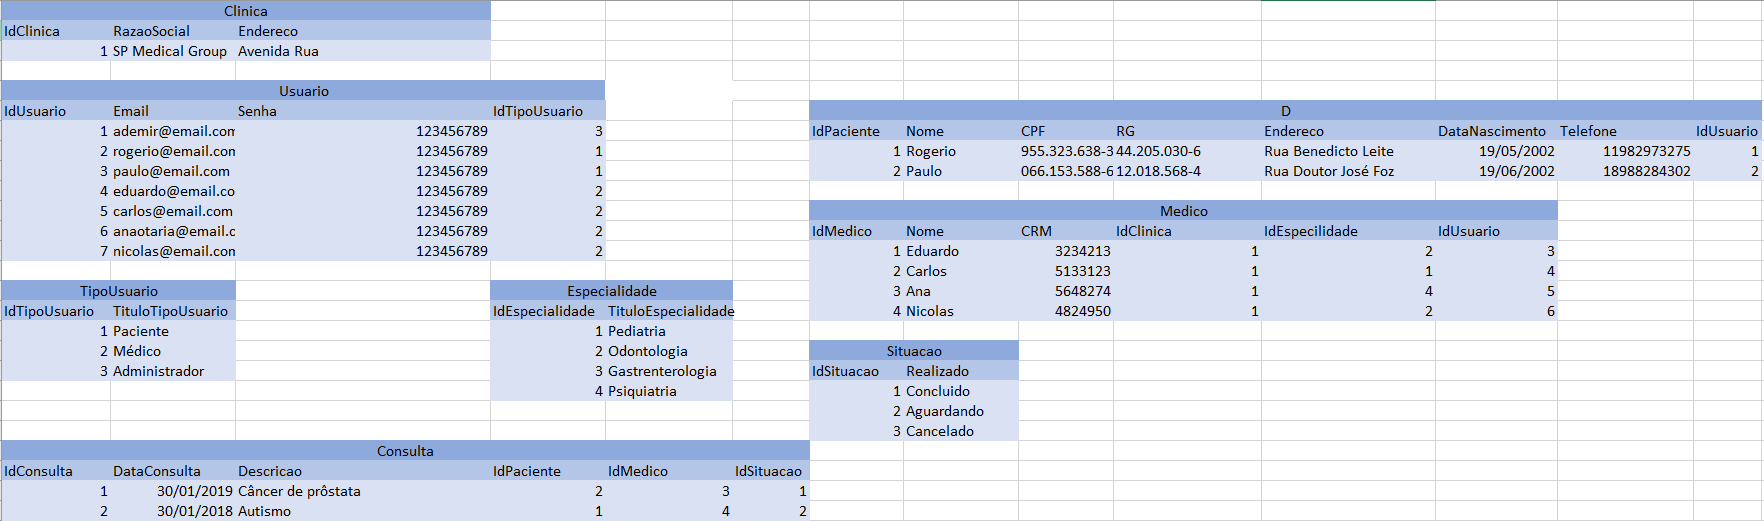 Clinica
IdClinica RazaoSocial Endereco
1 SP Medical Group Avenida Rua
Usuario
IdUsuario Email Senha IdTipoUsuario
1 ademir@email.com 123456789 3
2 rogerio@email.com 123456789 1
3 paulo@email.com 123456789 1
4 eduardo@email.co 123456789 2
5 carlos@email.com 123456789 2
6 anaotaria@email.c 123456789 2
7 nicolas@email.com 123456789 2
D
IdPaciente Nome CPF RG Endereco DataNascimento Telefone IdUsuario
1 Rogerio 955.323.638-3 44.205.030-6 Rua Benedicto Leite 19/05/2002 11982973275 1
2 Paulo 066.153.588-6 12.018.568-4 Rua Doutor José Foz 19/06/2002 18988284302 2
Medico
IdMedico Nome CRM IdClinica IdEspecilidade IdUsuario
1 Eduardo 3234213 1 2 3
2 Carlos 5133123 1 1 4
3 Ana 5648274 1 4 5
4 Nicolas 4824950 1 2 6
TipoUsuario
IdTipoUsuario TituloTipoUsuario
1 Paciente
2 Médico
3 Administrador
Especialidade
IdEspecialidade TituloEspecialidade
1 Pediatria
2 Odontologia
3 Gastrenterologia
4 Psiquiatria
Situacao
IdSituacao Realizado
1 Concluido
2 Aguardando
3 Cancelado
Consulta
IdConsulta DataConsulta Descricao IdPaciente IdMedico IdSituacao
1 30/01/2019 Câncer de prôstata 2 3 1
2 30/01/2018 Autismo 1 4 2